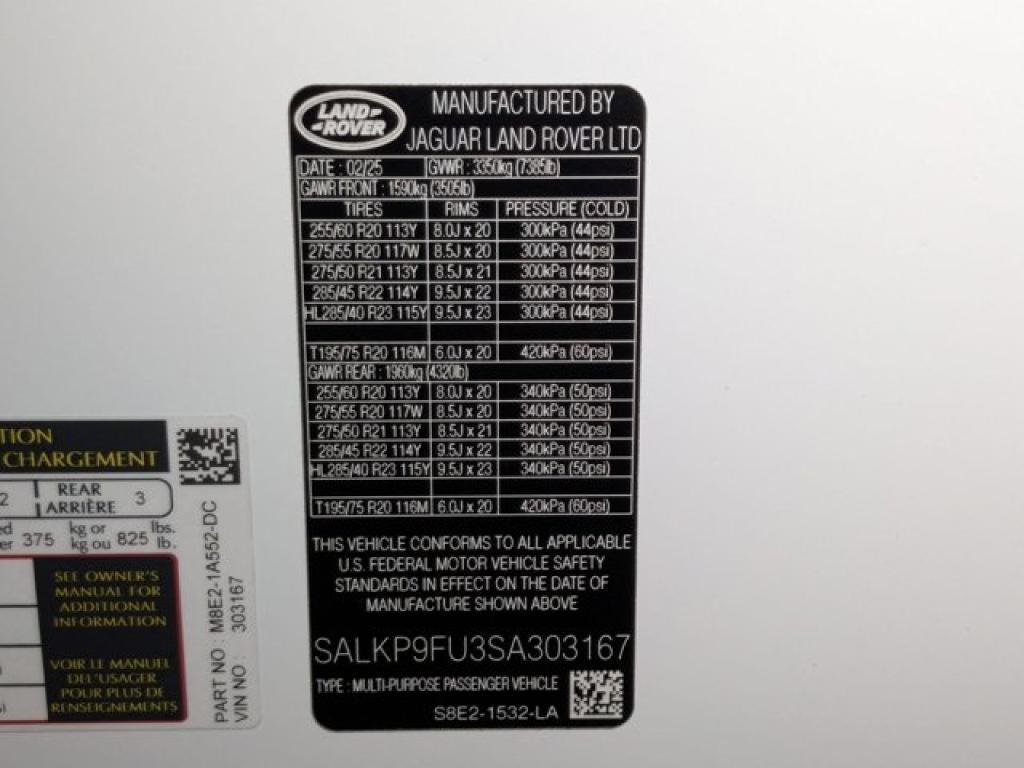 LAND-
-ROVER
MANUFACTURED BY
JAGUAR LAND ROVER LTD
DATE : 02/25 GVWR : 3350kg (7385lb)
GAWR FRONT : 1590kg (3505lb)
TIRES RIMS PRESSURE (COLD)
255/60 R20 113Y 8.0J x 20 300kPa (44psi)
275/55 R20 117W 8.5J x 20 300kPa (44psi)
275/50 R21 113Y 8.5J x 21 300kPa (44psi)
285/45 R22 114Y 9.5J x 22 300kPa (44psi)
HL285/40 R23 115Y 9.5J x 23 300kPa (44psi)
T195/75 R20 116M 6.0J x 20 420kPa (60psi)
GAWR REAR : 1960kg (4320lb)
255/60 R20 113Y 8.0J x 20 340kPa (50psi)
275/55 R20 117W 8.5J x 20 340kPa (50psi)
275/50 R21 113Y 8.5J x 21 340kPa (50psi)
285/45 R22 114Y 9.5J x 22 340kPa (50psi)
HL285/40 R23 115Y 9.5J x 23 340kPa (50psi)
T195/75 R20 116M 6.0J x 20 420kPa (60psi)
THIS VEHICLE CONFORMS TO ALL APPLICABLE
U.S. FEDERAL MOTOR VEHICLE SAFETY
STANDARDS IN EFFECT ON THE DATE OF
MANUFACTURE SHOWN ABOVE
SALKP9FU3SA303167
TYPE : MULTI-PURPOSE PASSENGER VEHICLE
S8E2-1532-LA
TION
CHARGEMENT
2 REAR
ARRIÈRE 3
ed 375 kg or 825 lbs.
er kg ou lb.
SEE OWNER'S
MANUAL FOR
ADDITIONAL
INFORMATION
VOIR LE MANUEL
DEL'USAGER
POUR PLUS DE
RENSEIGNEMENTS
PART NO : M8E2-1A552-DC
VIN NO : 303167